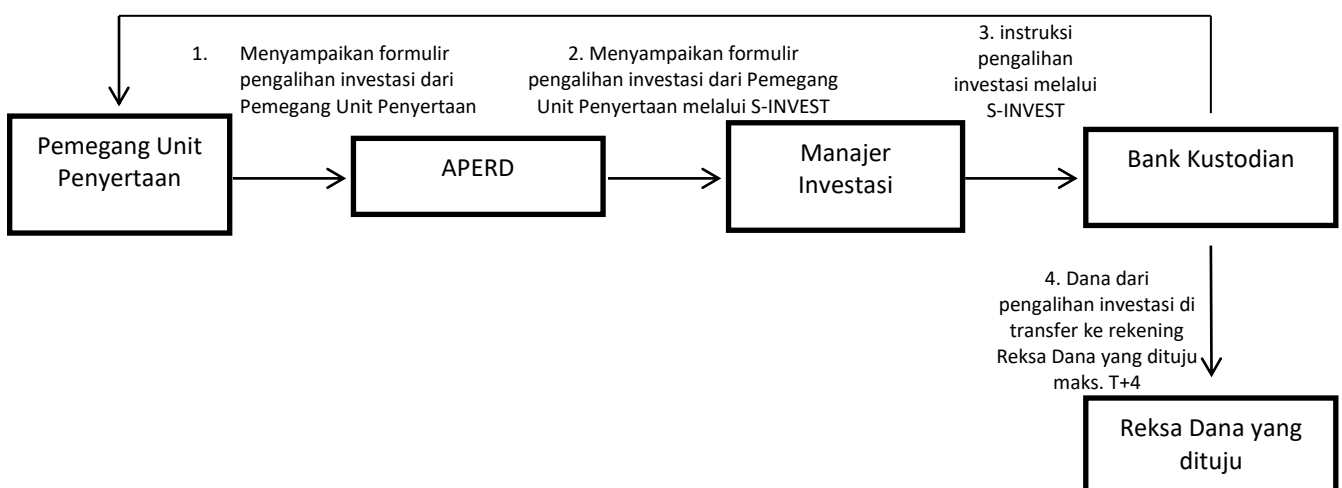 1. Menyampaikan formulir
pengalihan investasi dari
Pemegang Unit Penyertaan
2. Menyampaikan formulir
pengalihan investasi dari Pemegang
Unit Penyertaan melalui S-INVEST
3. instruksi
pengalihan
investasi melalui
S-INVEST
Pemegang Unit
Penyertaan
APERD
Manajer
Investasi
Bank Kustodian
4. Dana dari
pengalihan investasi di
transfer ke rekening
Reksa Dana yang dituju
maks. T+4
Reksa Dana yang
dituju